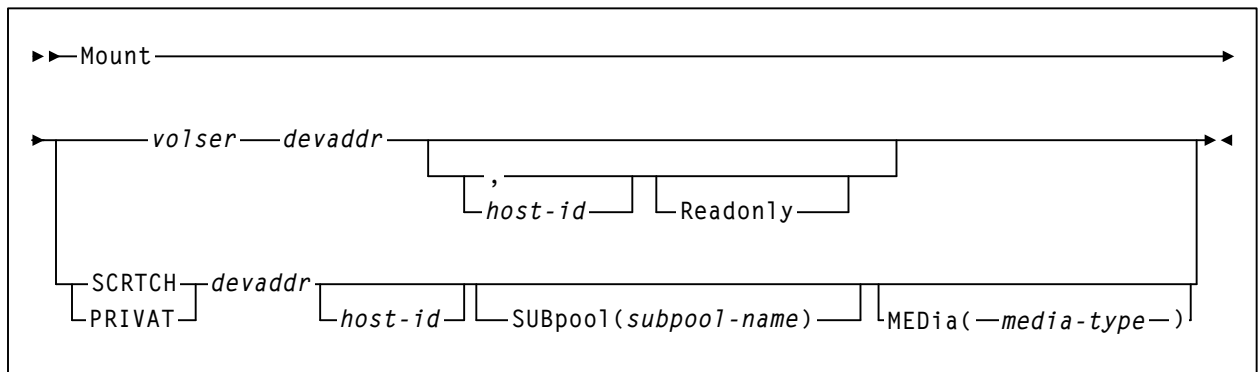 Mount
volser devaddr
,
host-id Readonly
SCRTCH devaddr
PRIVAT host-id SUBpool(subpool-name) MEDia(media-type)